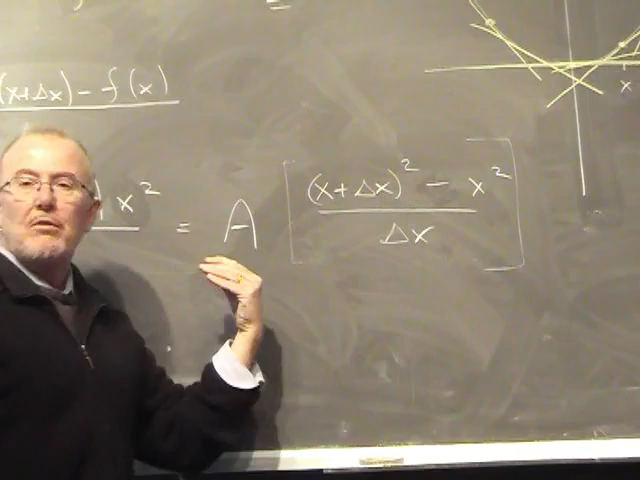 (x+Δx) - f(x)
x² = A [ (x + Δx)² - x²
Δx ]
x